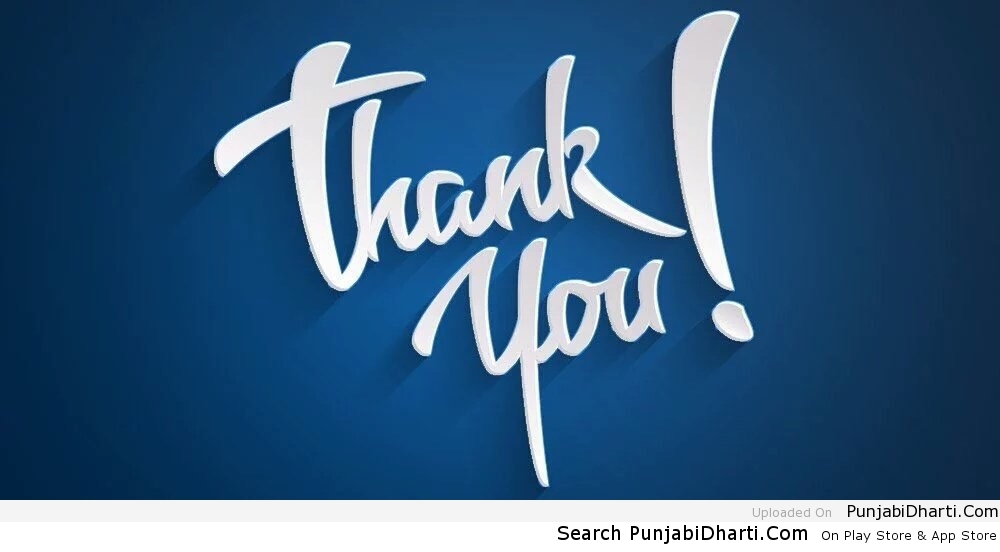 Thank
You!
Uploaded On PunjabiDharti.Com
Search PunjabiDharti.Com On Play Store & App Store